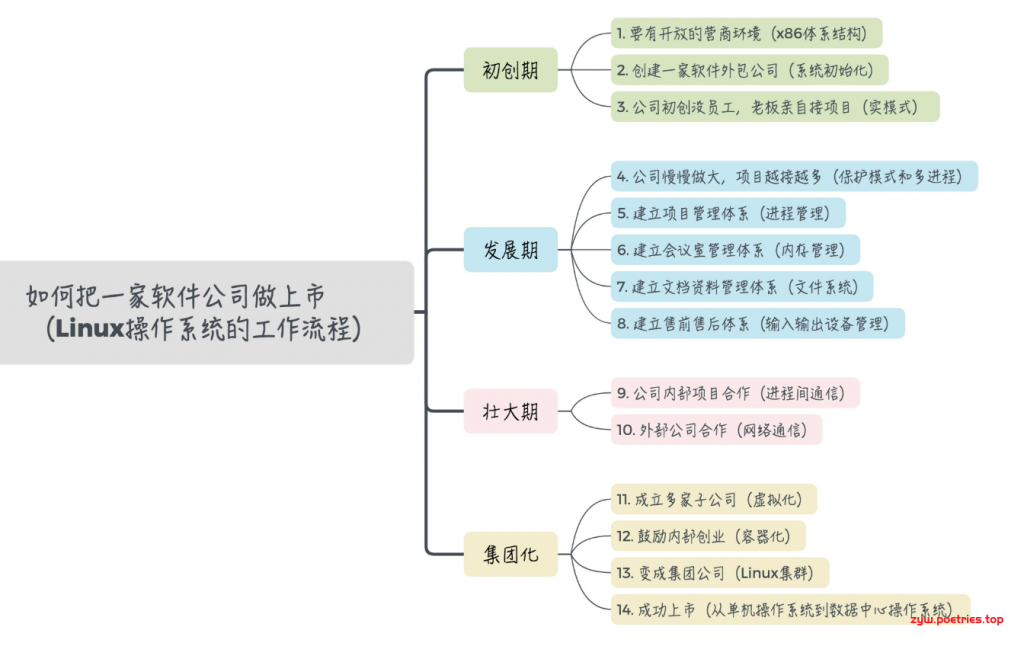 如何把一家软件公司做上市
（Linux操作系统的工作流程）
初创期
1. 要有开放的营商环境（x86体系结构）
2. 创建一家软件外包公司（系统初始化）
3. 公司初创没员工，老板亲自接项目（实模式）
发展期
4. 公司慢慢做大，项目越接越多（保护模式和多进程）
5. 建立项目管理体系（进程管理）
6. 建立会议室管理体系（内存管理）
7. 建立文档资料管理体系（文件系统）
8. 建立售前售后体系（输入输出设备管理）
壮大期
9. 公司内部项目合作（进程间通信）
10. 外部公司合作（网络通信）
集团化
11. 成立多家子公司（虚拟化）
12. 鼓励内部创业（容器化）
13. 变成集团公司（Linux集群）
14. 成功上市（从单机操作系统到数据中心操作系统）
zyw.poetries.top